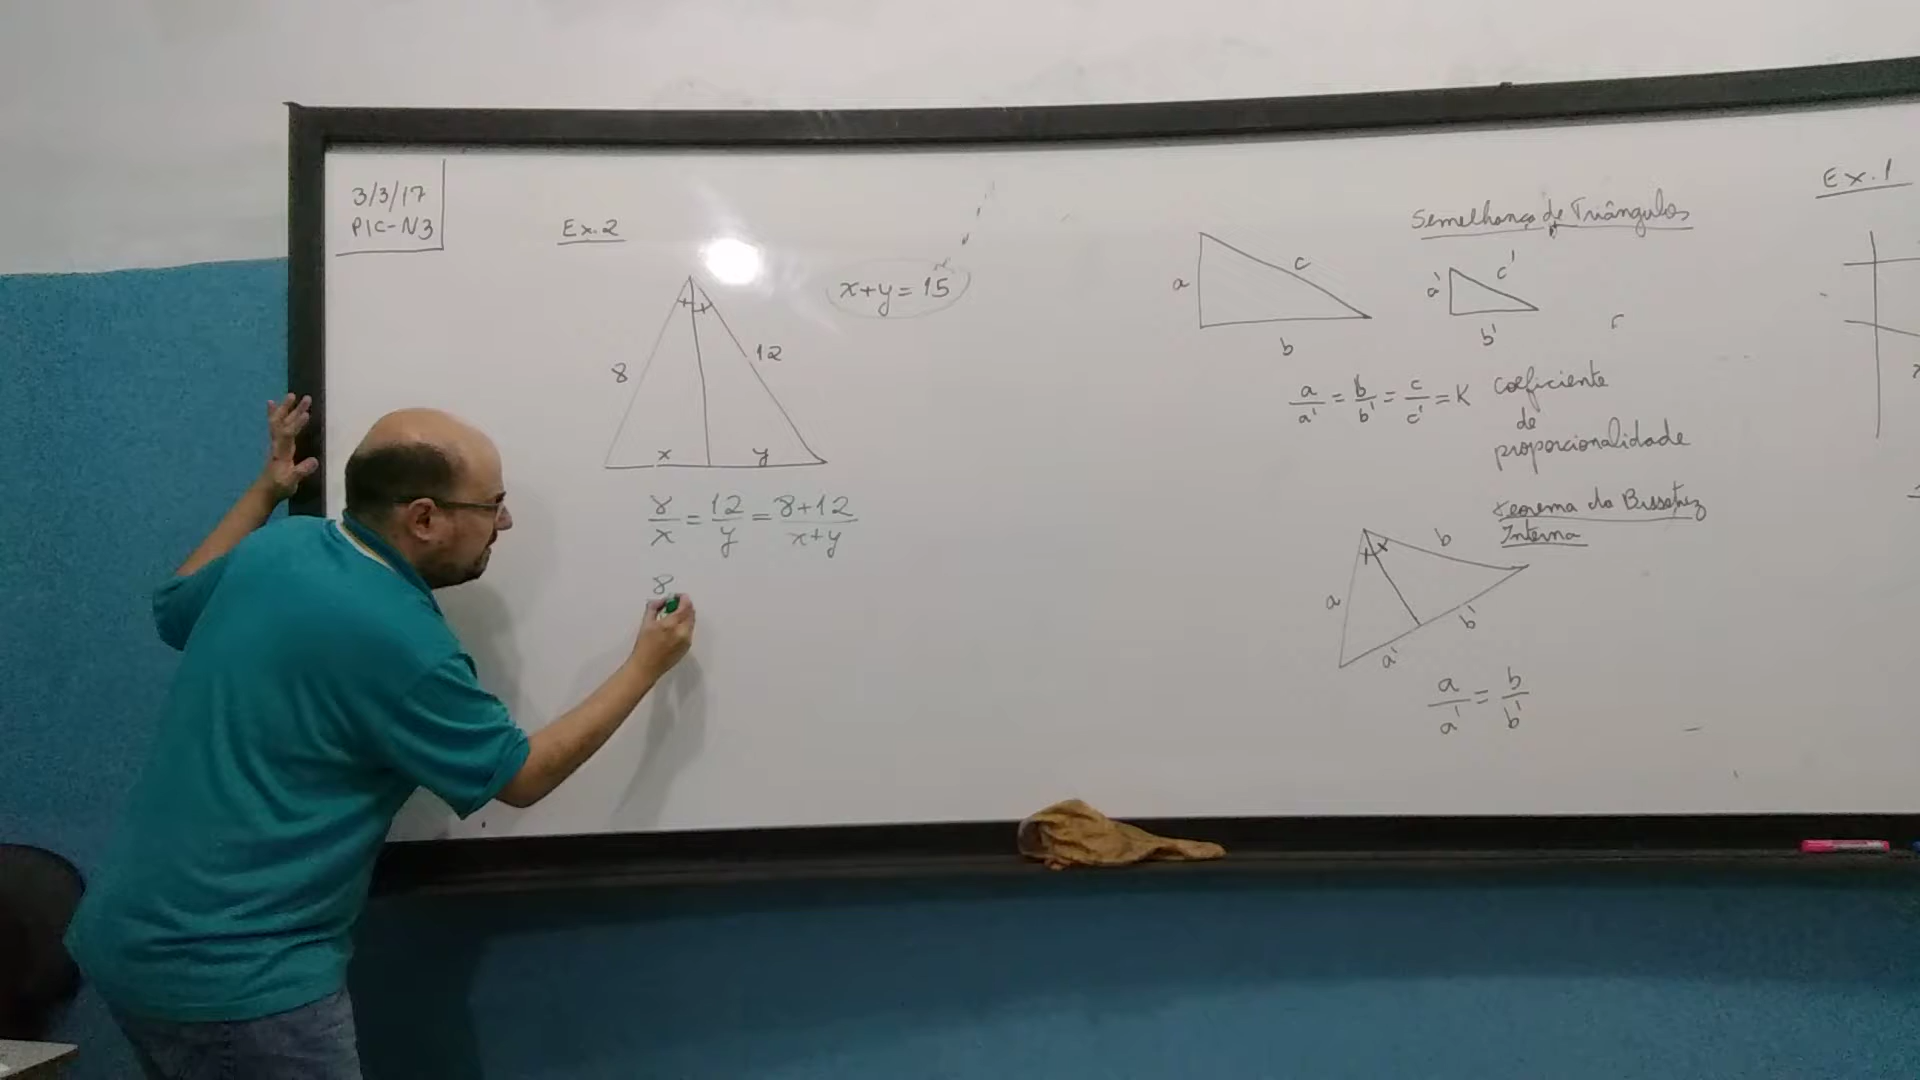 3/3/17
PIC-N3
Ex.2
x+y=15
8
12
x
y
8/x = 12/y = 8+12/x+y
8
Semelhança de Triângulos
a
c
b
a'
c'
b'
a/a' = b/b' = c/c' = K
Coeficiente
de
proporcionalidade
teorema da Bissetriz
Interna
a
b
a'
b'
a/a' = b/b'
Ex.1